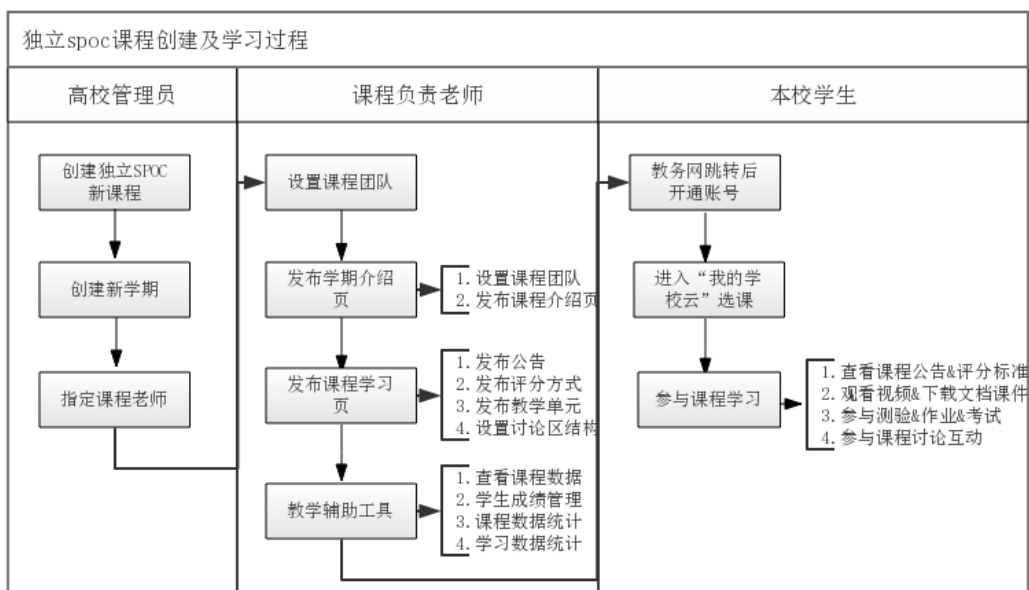 独立spoc课程创建及学习过程
高校管理员
课程负责老师
本校学生
创建独立SPOC
新课程
创建新学期
指定课程老师
设置课程团队
发布学期介绍
页
1. 设置课程团队
2. 发布课程介绍页
发布课程学习
页
1. 发布公告
2. 发布评分方式
3. 发布教学单元
4. 设置讨论区结构
教学辅助工具
1. 查看课程数据
2. 学生成绩管理
3. 课程数据统计
4. 学习数据统计
教务网跳转后
开通账号
进入“我的学
校云”选课
参与课程学习
1. 查看课程公告&评分标准
2. 观看视频&下载文档课件
3. 参与测验&作业&考试
4. 参与课程讨论互动